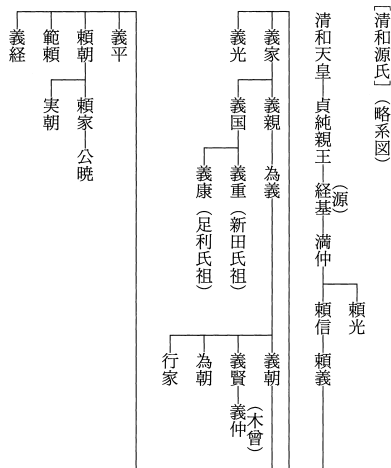 [清和源氏](略系図)
清和天皇
貞純親王
(源)
経基
満仲
頼光
頼信
頼義
義家
義光
義親
義国
為義
義重(新田氏祖)
義康(足利氏祖)
義朝
義賢
(木曾)
義仲
為朝
行家
義平
頼朝
範頼
義経
頼家
実朝
公暁